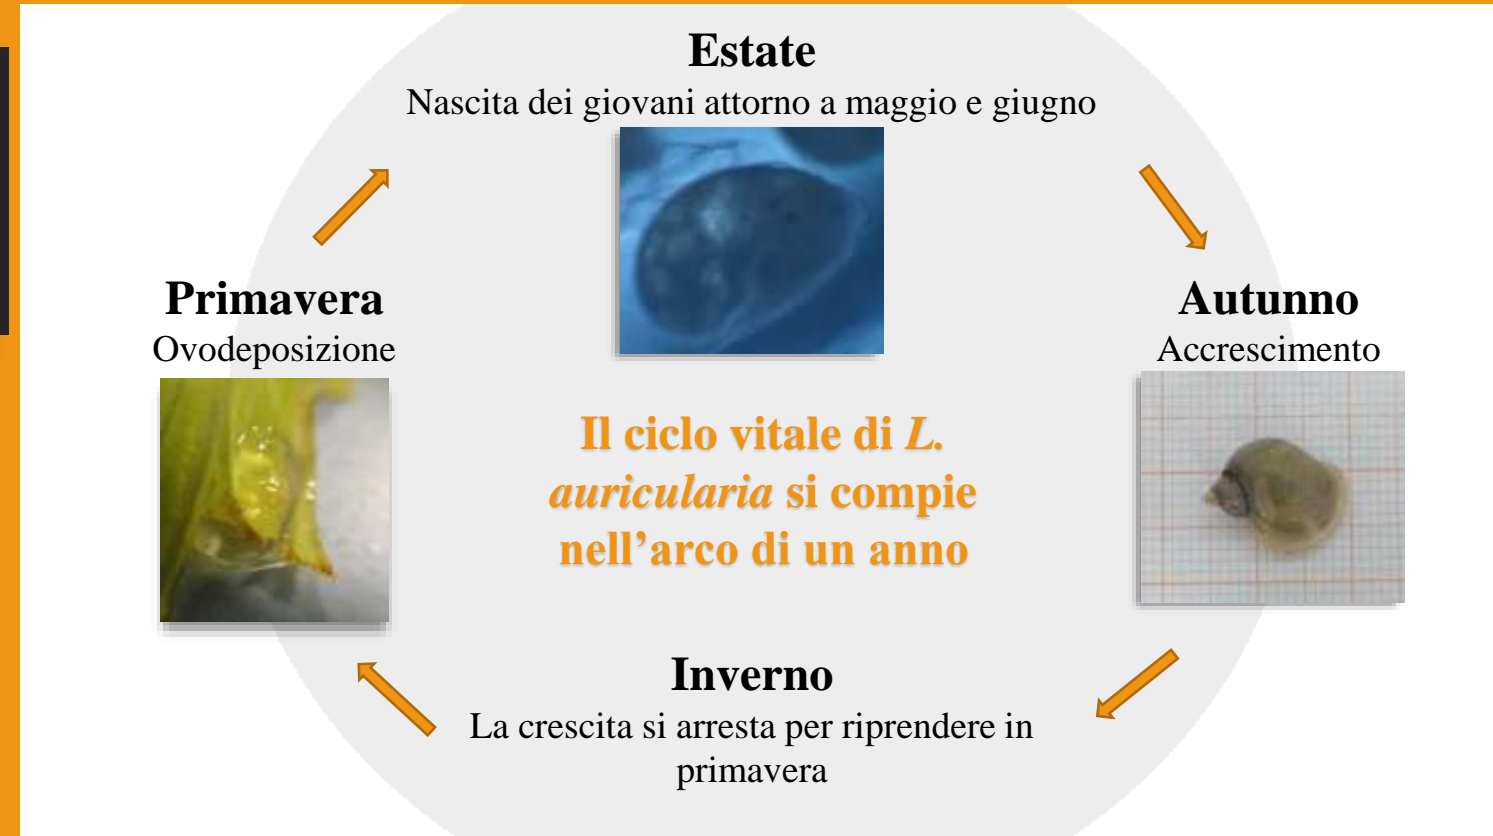 Estate
Nascita dei giovani attorno a maggio e giugno
Primavera
Ovodeposizione
Autunno
Accrescimento
Il ciclo vitale di L.
auricularia si compie
nell’arco di un anno
Inverno
La crescita si arresta per riprendere in
primavera